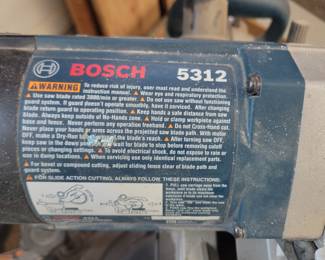 BOSCH 5312
WARNING To reduce risk of injury, user must read and understand the
instruction manual. • Wear eye and respiratory protection.
• Use saw blade rated 3800/min or greater. • Do not use saw without functioning
guard system. If guard doesn't operate smoothly, have it serviced. After changing
blade return guard to operating position. • Keep hands a safe distance from saw
blade. Always keep outside of No-Hands zone. • Hold or clamp workpiece against
base and fence. • Never perform any operation freehand. • Do not Cross-Hand cut.
Never place your hands or arms across the projected saw blade path. With motor
OFF, make a Dry-Run blade's reach. • After turning saw OFF,
keep saw in the down wait for blade to stop before removing cutoff
pieces or changing settings. • To avoid electrical shock, do not expose to rain or
use in damp locations. • When servicing use only identical replacement parts.
• For bevel or compound cutting, adjust sliding fence clear of blade path and
guard system.
• FOR SLIDE ACTION CUTTING, ALWAYS FOLLOW THESE INSTRUCTIONS:
1. PULL saw carriage away from the